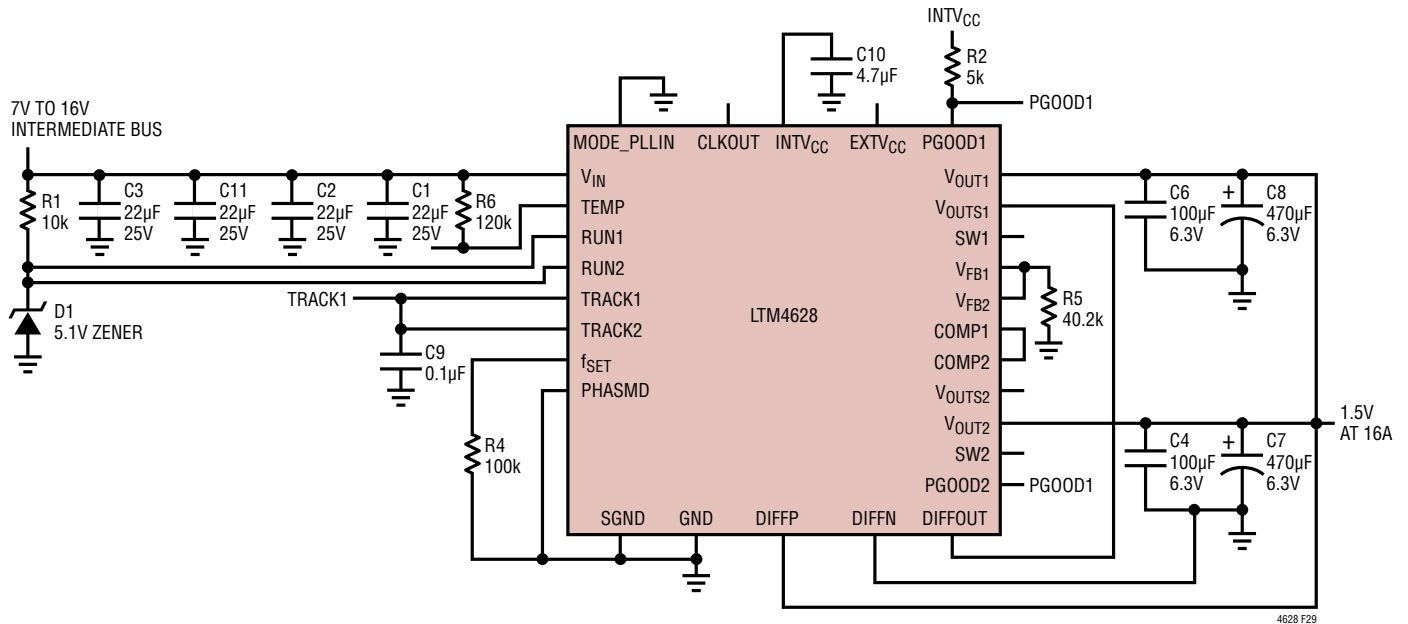 INTVCC
R2
5k
PGOOD1
C10
4.7µF
7V TO 16V
INTERMEDIATE BUS
MODE_PLLIN
CLKOUT
INTVCC
EXTVCC
PGOOD1
R1
10k
C3
22µF
25V
C11
22µF
25V
C2
22µF
25V
C1
22µF
25V
R6
120k
VIN
TEMP
RUN1
RUN2
TRACK1
TRACK2
fSET
PHASMD
D1
5.1V ZENER
TRACK1
C9
0.1µF
R4
100k
LTM4628
VOUT1
VOUTS1
SW1
VFB1
VFB2
COMP1
COMP2
VOUTS2
VOUT2
SW2
PGOOD2
PGOOD1
C6
100µF
6.3V
+
C8
470µF
6.3V
R5
40.2k
1.5V
AT 16A
C4
100µF
6.3V
+
C7
470µF
6.3V
SGND
GND
DIFFP
DIFFN
DIFFOUT
4628 F29